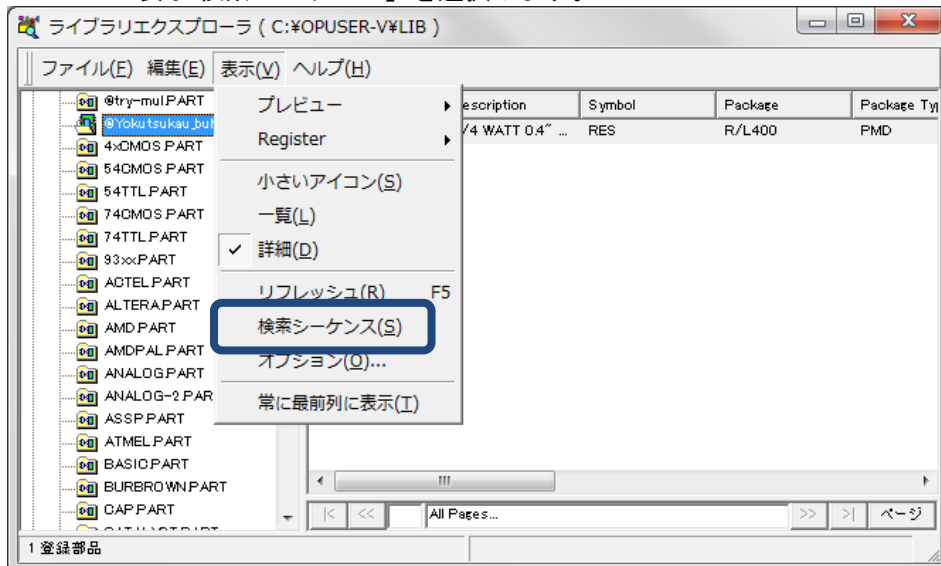 ライブラリエクスプローラ ( C:¥OPUSER-V¥LIB )
ファイル(F) 編集(E) 表示(V) ヘルプ(H)
@try-mul.PART
@Yokutsukau_buh
4xCMOS.PART
54CMOS.PART
54TTL.PART
74CMOS.PART
74TTL.PART
93xx.PART
ACTEL.PART
ALTERA.PART
AMD.PART
AMDPAL.PART
ANALOG.PART
ANALOG-2.PAR
ASSP.PART
ATMEL.PART
BASIC.PART
BURBROWN.PART
CAP.PART
プレビュー
Register
小さいアイコン(S)
一覧(L)
詳細(D)
リフレッシュ(R) F5
検索シーケンス(S)
オプション(O)...
常に最前列に表示(T)
escription Symbol Package Package Typ
/4 WATT 0.4" ... RES R/L400 PMD
|< << All Pages... >> >| ページ
1 登録部品